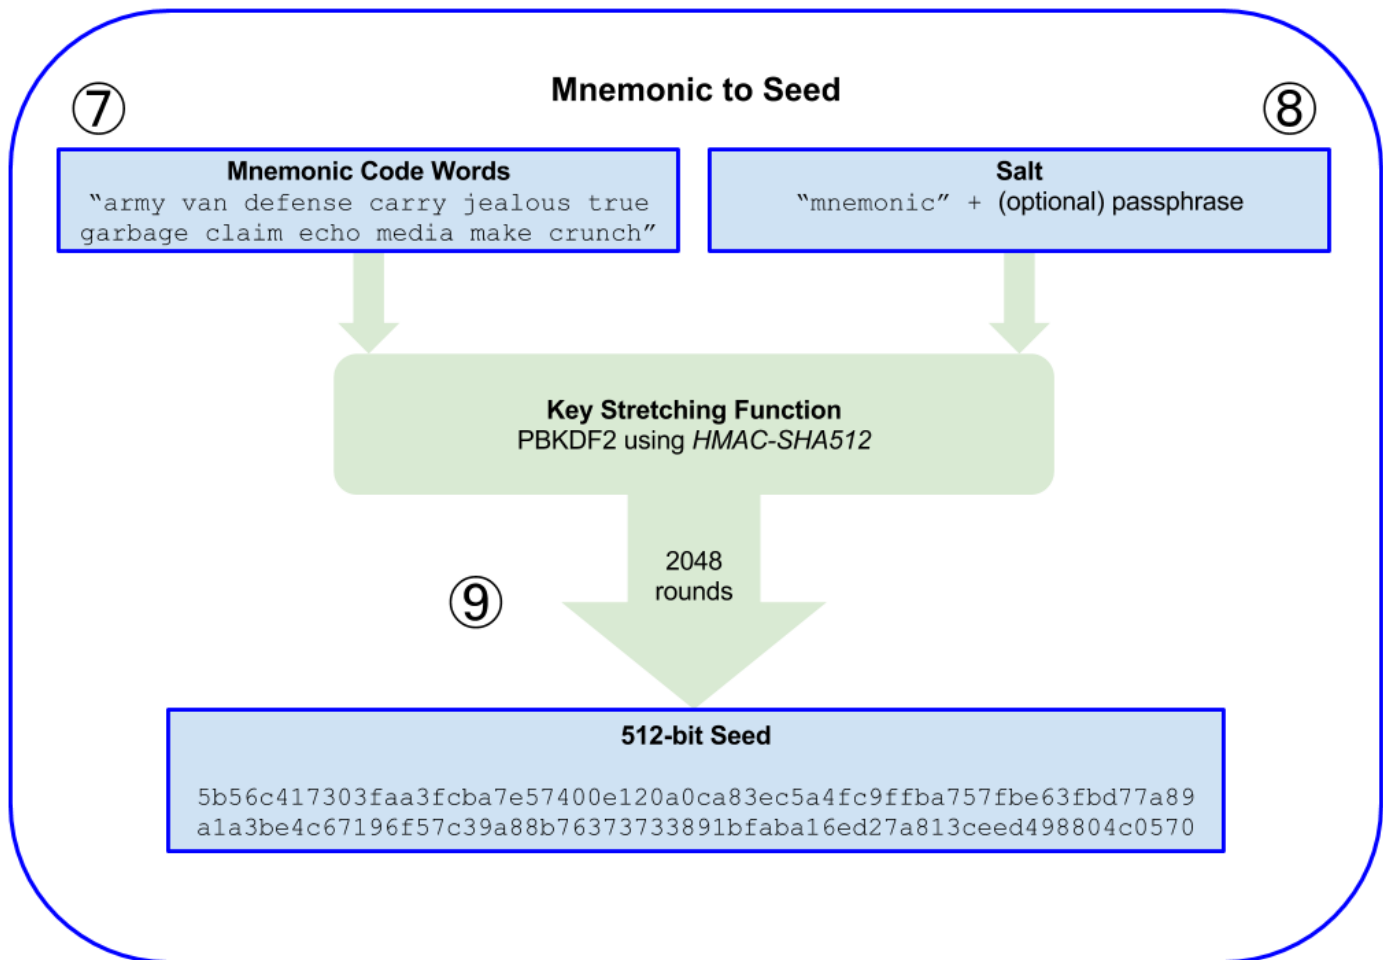 Mnemonic to Seed
⑦
⑧
Mnemonic Code Words
“army van defense carry jealous true
garbage claim echo media make crunch”
Salt
“mnemonic” + (optional) passphrase
Key Stretching Function
PBKDF2 using HMAC-SHA512
2048
rounds
⑨
512-bit Seed
5b56c417303faa3fcba7e57400e120a0ca83ec5a4fc9ffba757fbe63fbd77a89
a1a3be4c67196f57c39a88b76373733891bfaba16ed27a813ceed498804c0570